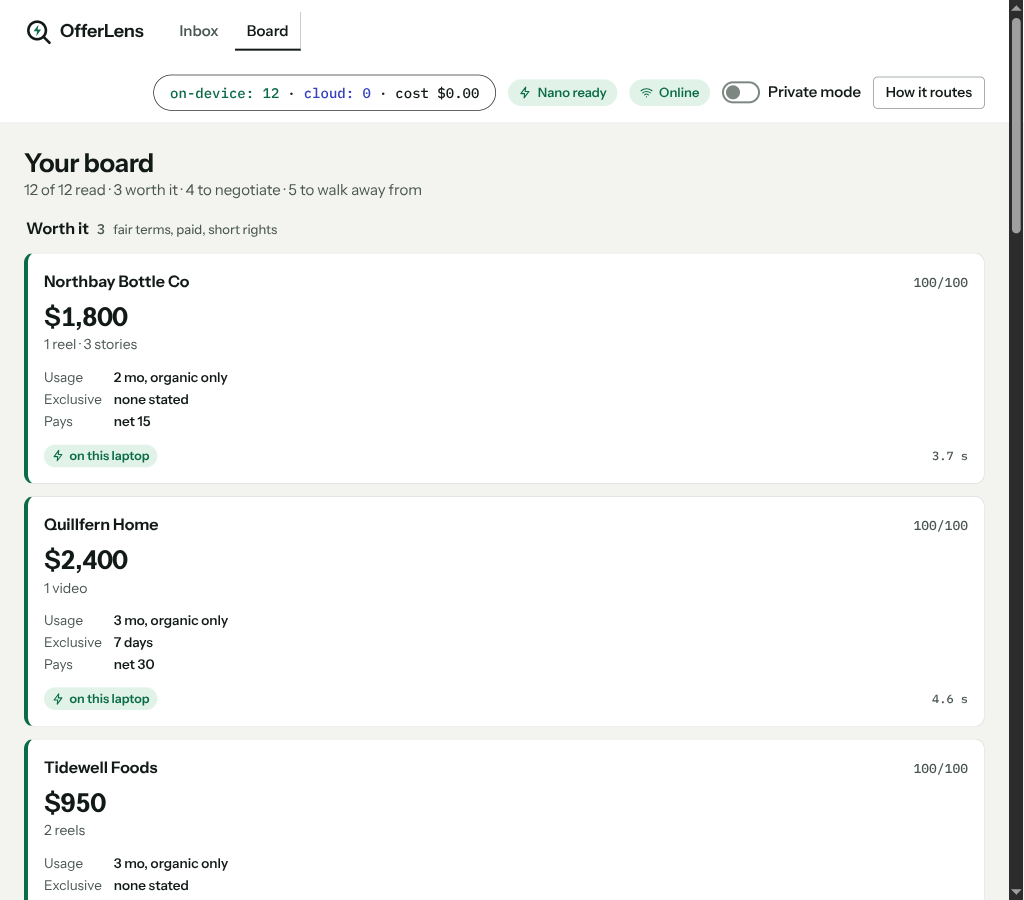 OfferLens Inbox Board
on-device: 12 · cloud: 0 · cost $0.00 Nano ready Online Private mode How it routes
Your board
12 of 12 read · 3 worth it · 4 to negotiate · 5 to walk away from
Worth it 3 fair terms, paid, short rights
Northbay Bottle Co 100/100
$1,800
1 reel · 3 stories
Usage 2 mo, organic only
Exclusive none stated
Pays net 15
on this laptop 3.7 s
Quillfern Home 100/100
$2,400
1 video
Usage 3 mo, organic only
Exclusive 7 days
Pays net 30
on this laptop 4.6 s
Tidewell Foods 100/100
$950
2 reels
Usage 3 mo, organic only
Exclusive none stated